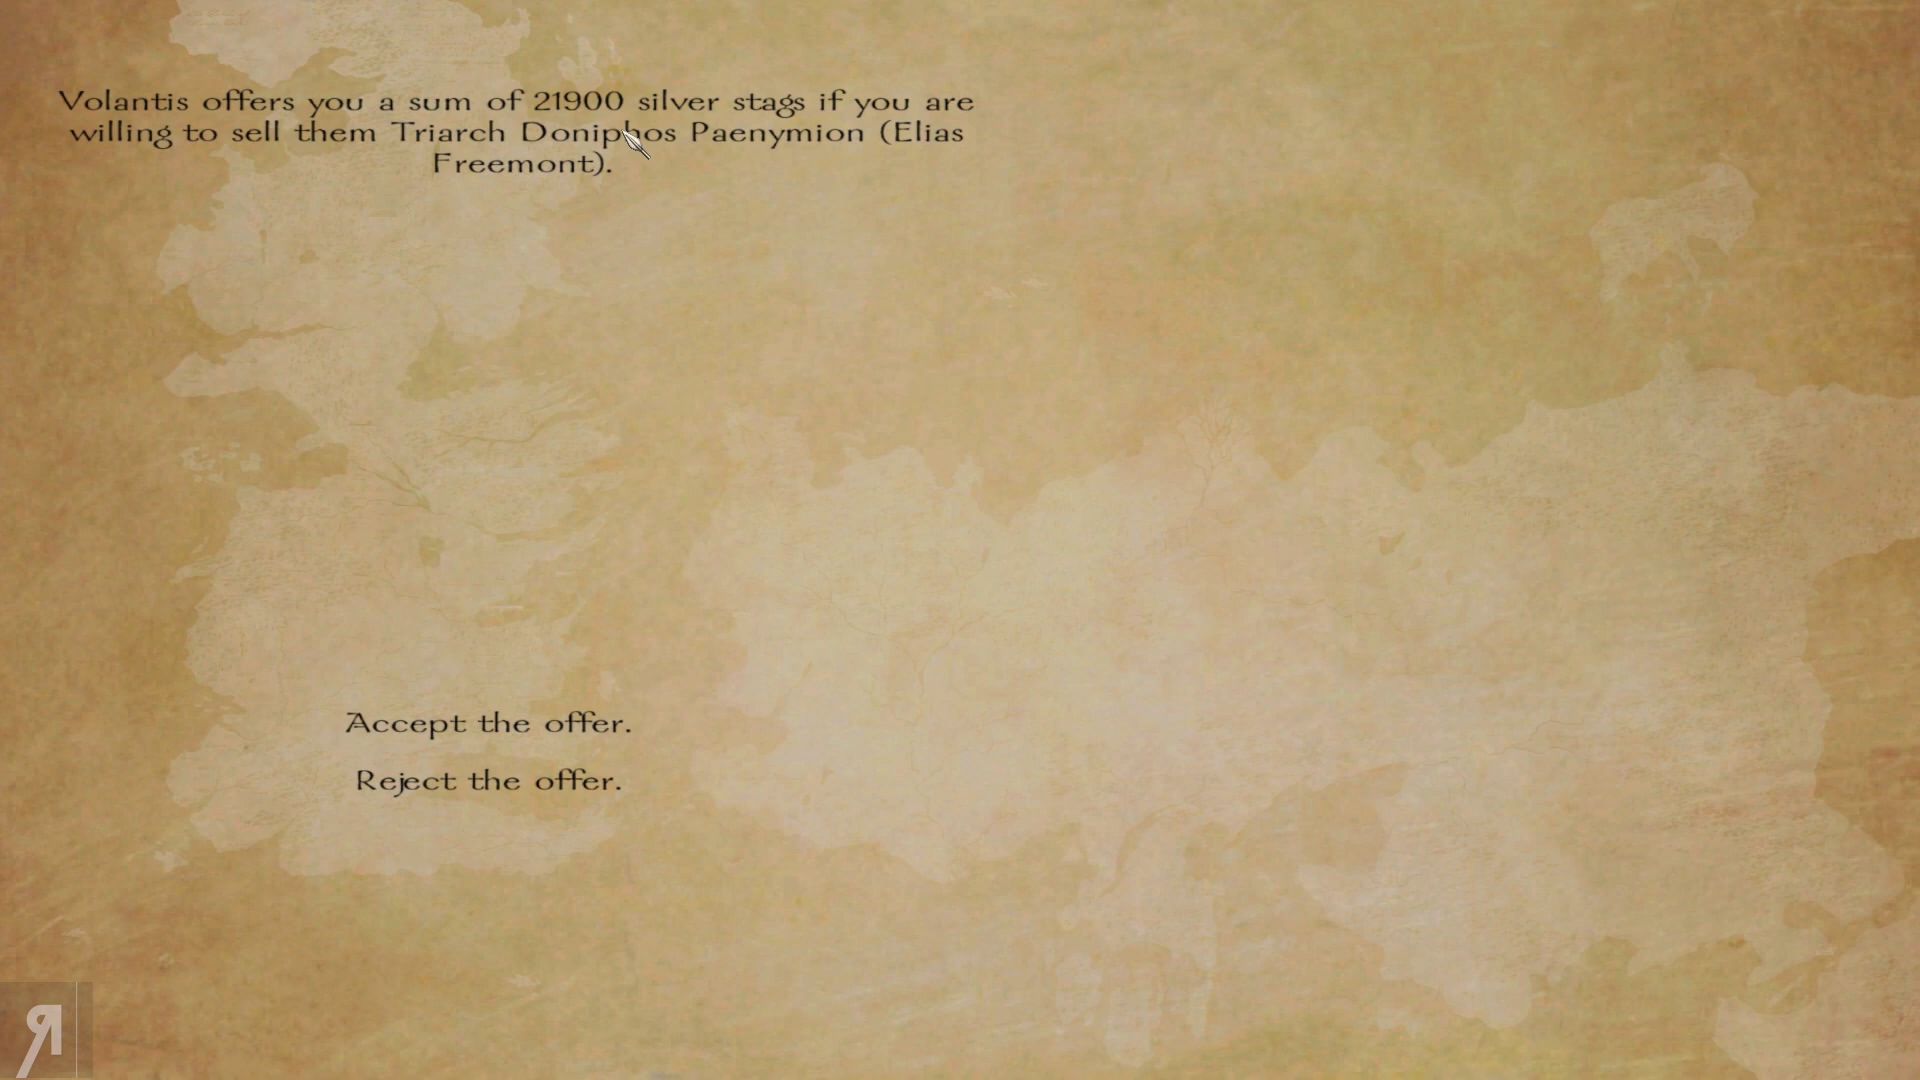 Volantis offers you a sum of 21900 silver stags if you are
willing to sell them Triarch Doniphos Paenymion (Elias
Freemont).
Accept the offer.
Reject the offer.